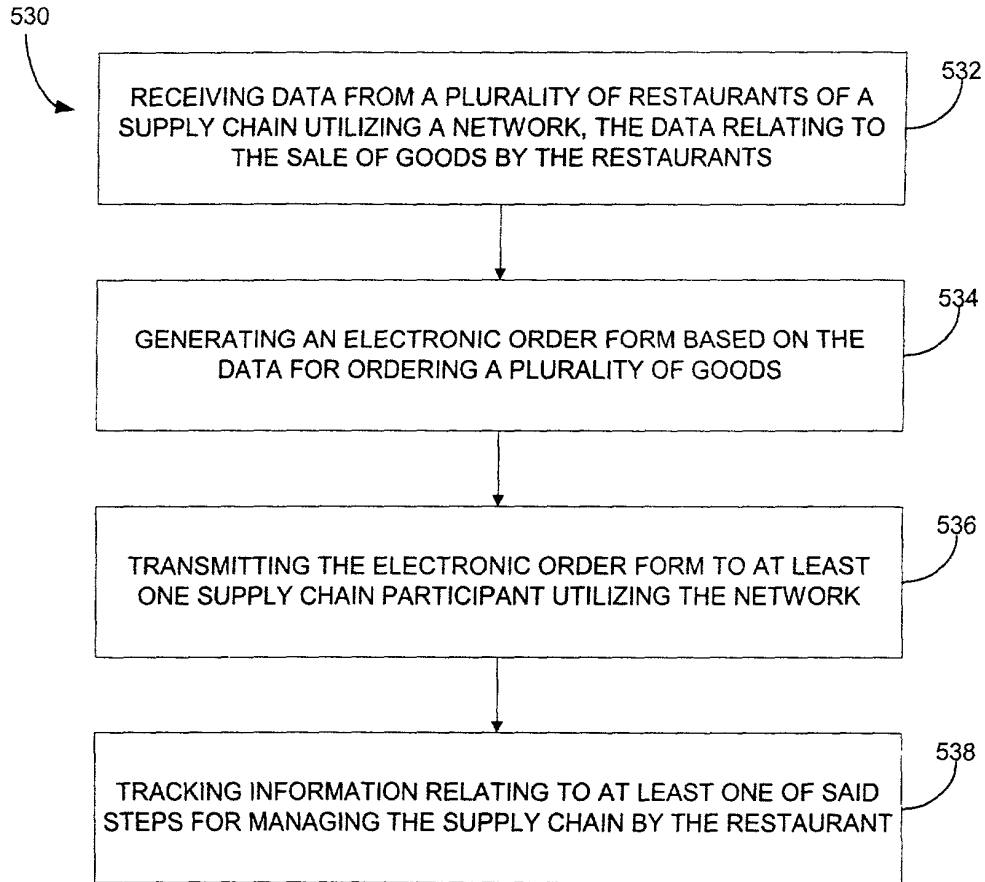 530
532
RECEIVING DATA FROM A PLURALITY OF RESTAURANTS OF A
SUPPLY CHAIN UTILIZING A NETWORK, THE DATA RELATING TO
THE SALE OF GOODS BY THE RESTAURANTS
534
GENERATING AN ELECTRONIC ORDER FORM BASED ON THE
DATA FOR ORDERING A PLURALITY OF GOODS
536
TRANSMITTING THE ELECTRONIC ORDER FORM TO AT LEAST
ONE SUPPLY CHAIN PARTICIPANT UTILIZING THE NETWORK
538
TRACKING INFORMATION RELATING TO AT LEAST ONE OF SAID
STEPS FOR MANAGING THE SUPPLY CHAIN BY THE RESTAURANT